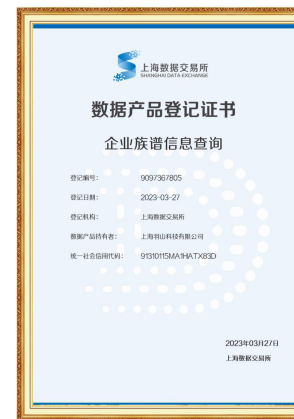 上海数据交易所
SHANGHAI DATA EXCHANGE
数据产品登记证书
企业族谱信息查询
登记编号： 9097367805
登记日期： 2023-03-27
登记机构： 上海数据交易所
数据产品持有者： 上海羽山科技有限公司
统一社会信用代码： 91310115MA1HATX83D
2023年03月27日
上海数据交易所